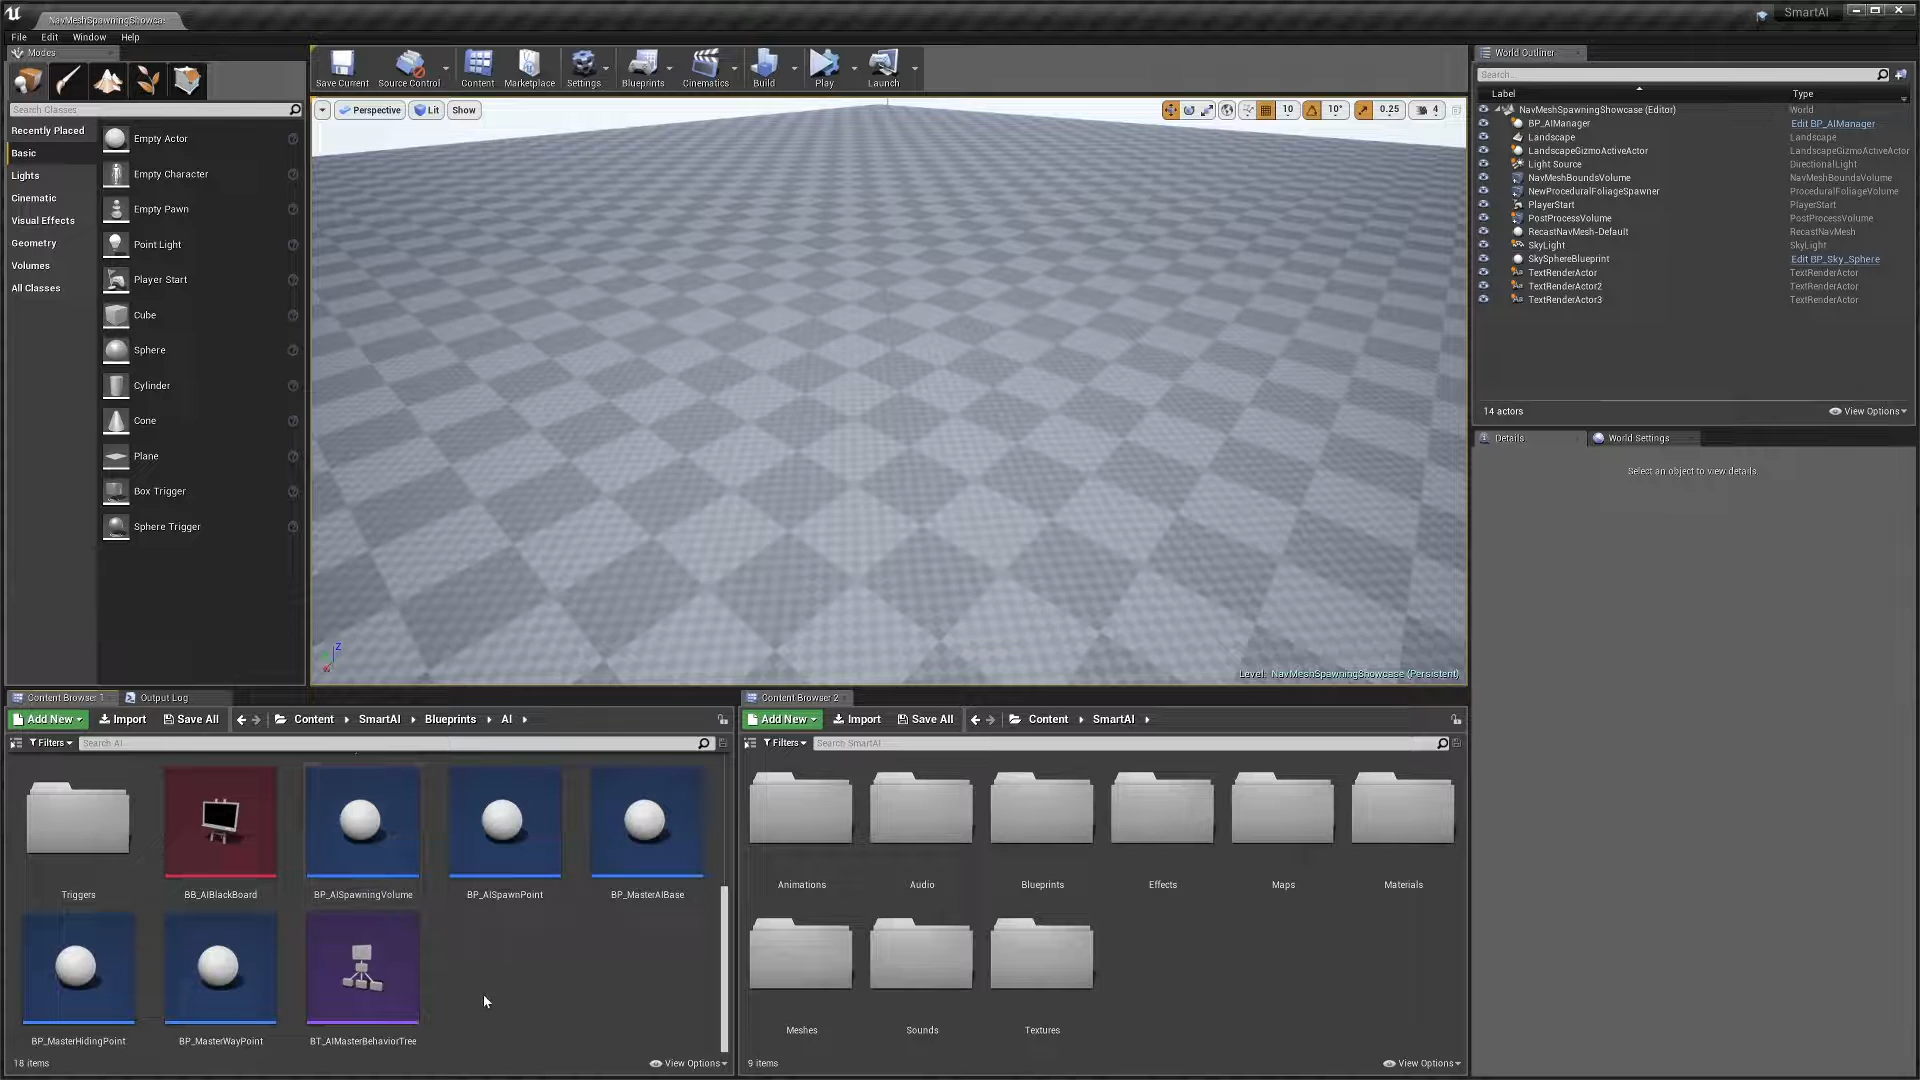 NavMeshSpawningShowcas
SmartAI
File Edit Window Help
Modes
Search Classes
Recently Placed
Basic
Lights
Cinematic
Visual Effects
Geometry
Volumes
All Classes
Empty Actor
Empty Character
Empty Pawn
Point Light
Player Start
Cube
Sphere
Cylinder
Cone
Plane
Box Trigger
Sphere Trigger
Save Current Source Control Content Marketplace Settings Blueprints Cinematics Build Play Launch
Perspective Lit Show
10 10° 0.25 4
Z
Level: NavMeshSpawningShowcase (Persistent)
World Outliner
Search...
Label Type
NavMeshSpawningShowcase (Editor) World
BP_AIManager Edit BP_AIManager
Landscape Landscape
LandscapeGizmoActiveActor LandscapeGizmoActiveActor
Light Source DirectionalLight
NavMeshBoundsVolume NavMeshBoundsVolume
NewProceduralFoliageSpawner ProceduralFoliageVolume
PlayerStart PlayerStart
PostProcessVolume PostProcessVolume
RecastNavMesh-Default RecastNavMesh
SkyLight SkyLight
SkySphereBlueprint Edit BP_Sky_Sphere
TextRenderActor TextRenderActor
TextRenderActor2 TextRenderActor
TextRenderActor3 TextRenderActor
14 actors View Options
Details World Settings
Select an object to view details.
Content Browser 1 Output Log
Add New Import Save All Content SmartAI Blueprints AI
Filters Search AI
Triggers BB_AIBlackBoard BP_AISpawningVolume BP_AISpawnPoint BP_MasterAIBase
BP_MasterHidingPoint BP_MasterWayPoint BT_AIMasterBehaviorTree
18 items View Options
Content Browser 2
Add New Import Save All Content SmartAI
Filters Search SmartAI
Animations Audio Blueprints Effects Maps Materials
Meshes Sounds Textures
9 items View Options